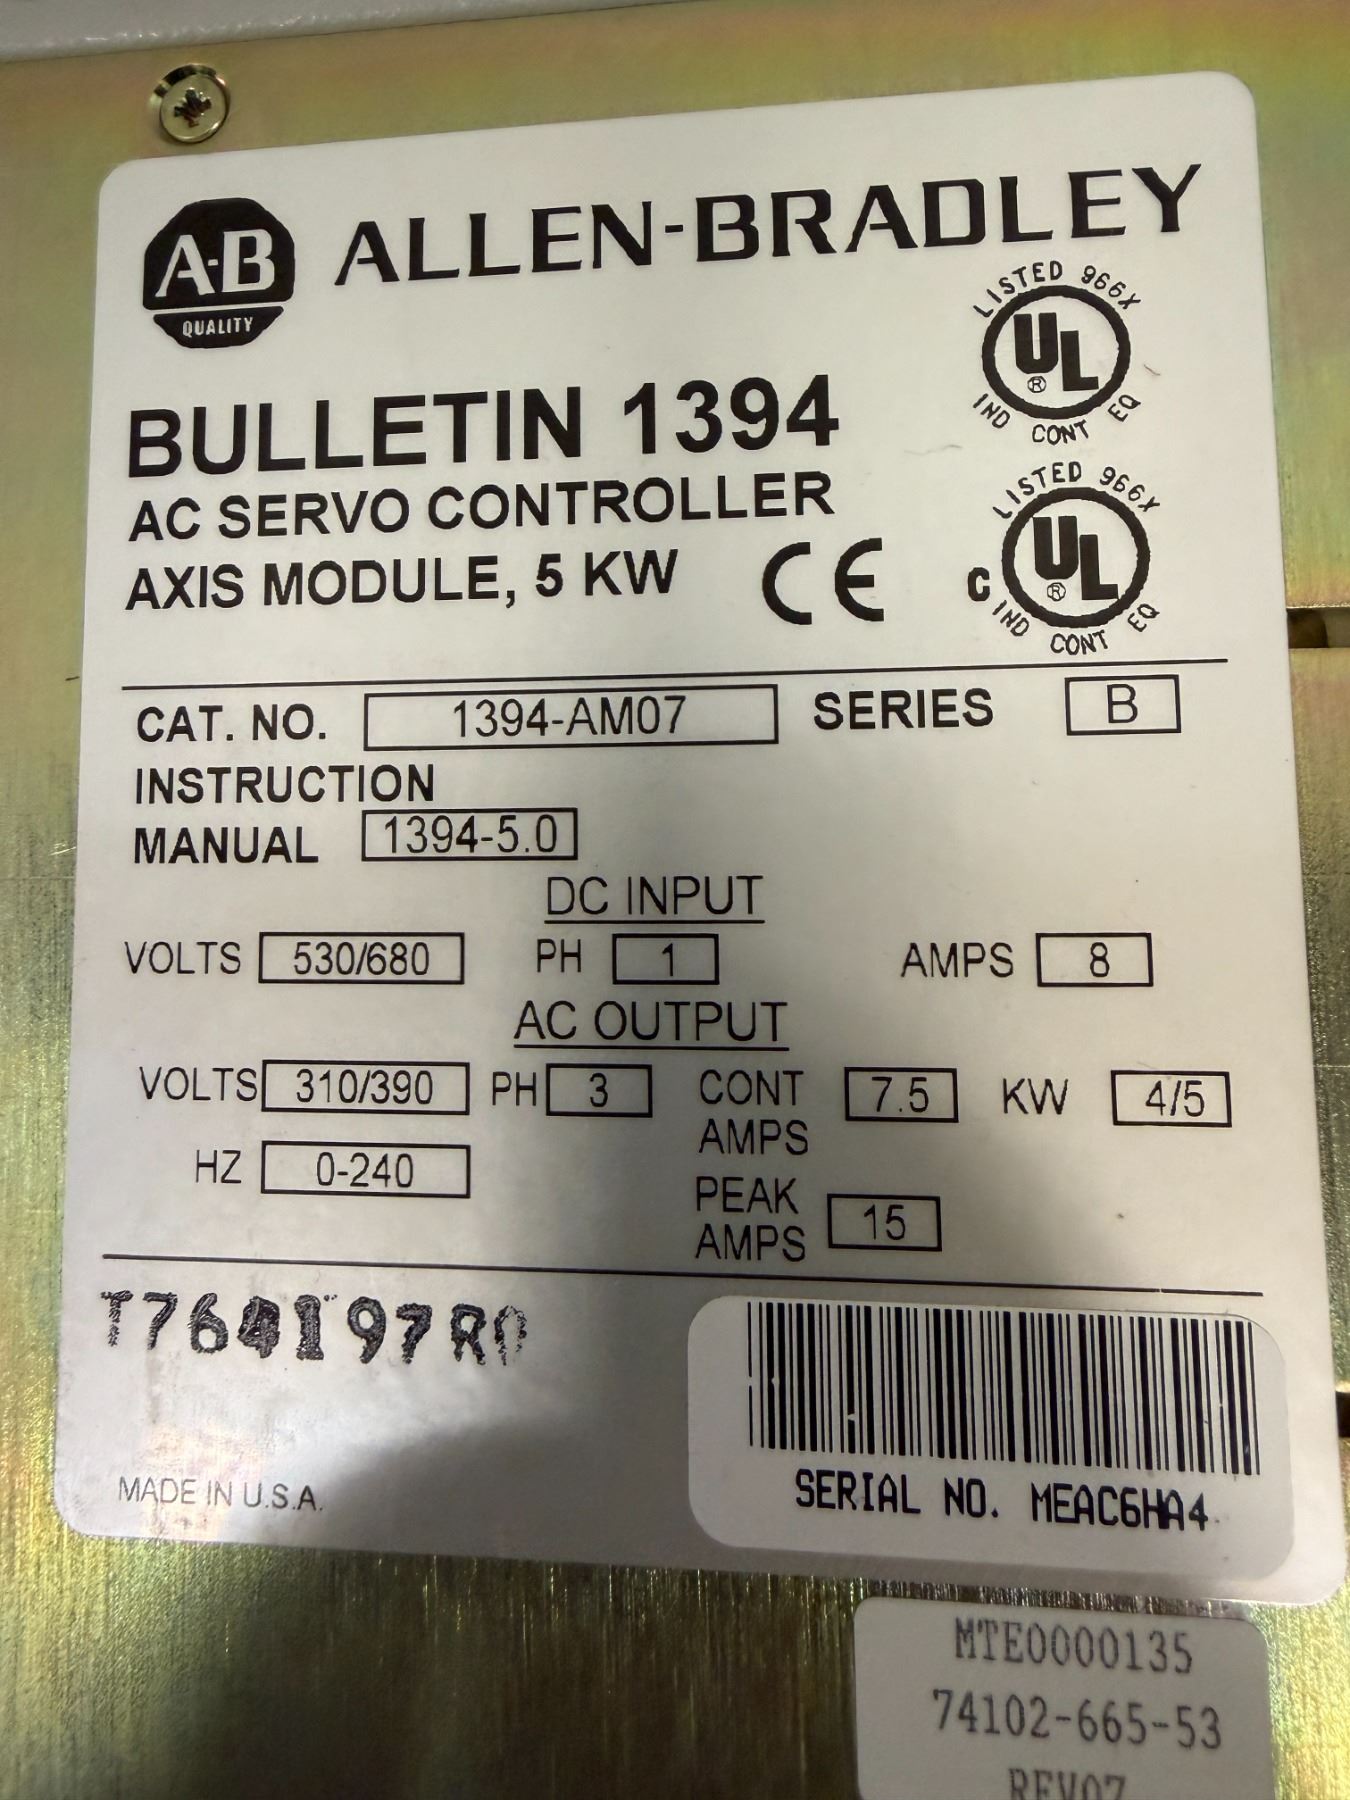 A-B
QUALITY
ALLEN-BRADLEY
LISTED 966X
UL
®
IND CONT EQ
BULLETIN 1394
AC SERVO CONTROLLER
AXIS MODULE, 5 KW
CE
LISTED 966X
C UL
®
IND CONT EQ
CAT. NO. 1394-AM07 SERIES B
INSTRUCTION
MANUAL 1394-5.0
DC INPUT
VOLTS 530/680 PH 1 AMPS 8
AC OUTPUT
VOLTS 310/390 PH 3 CONT AMPS 7.5 KW 4/5
HZ 0-240
PEAK AMPS 15
MADE IN U.S.A.
SERIAL NO. MEAC6HA4
MTE0000135
74102-665-53
REV07